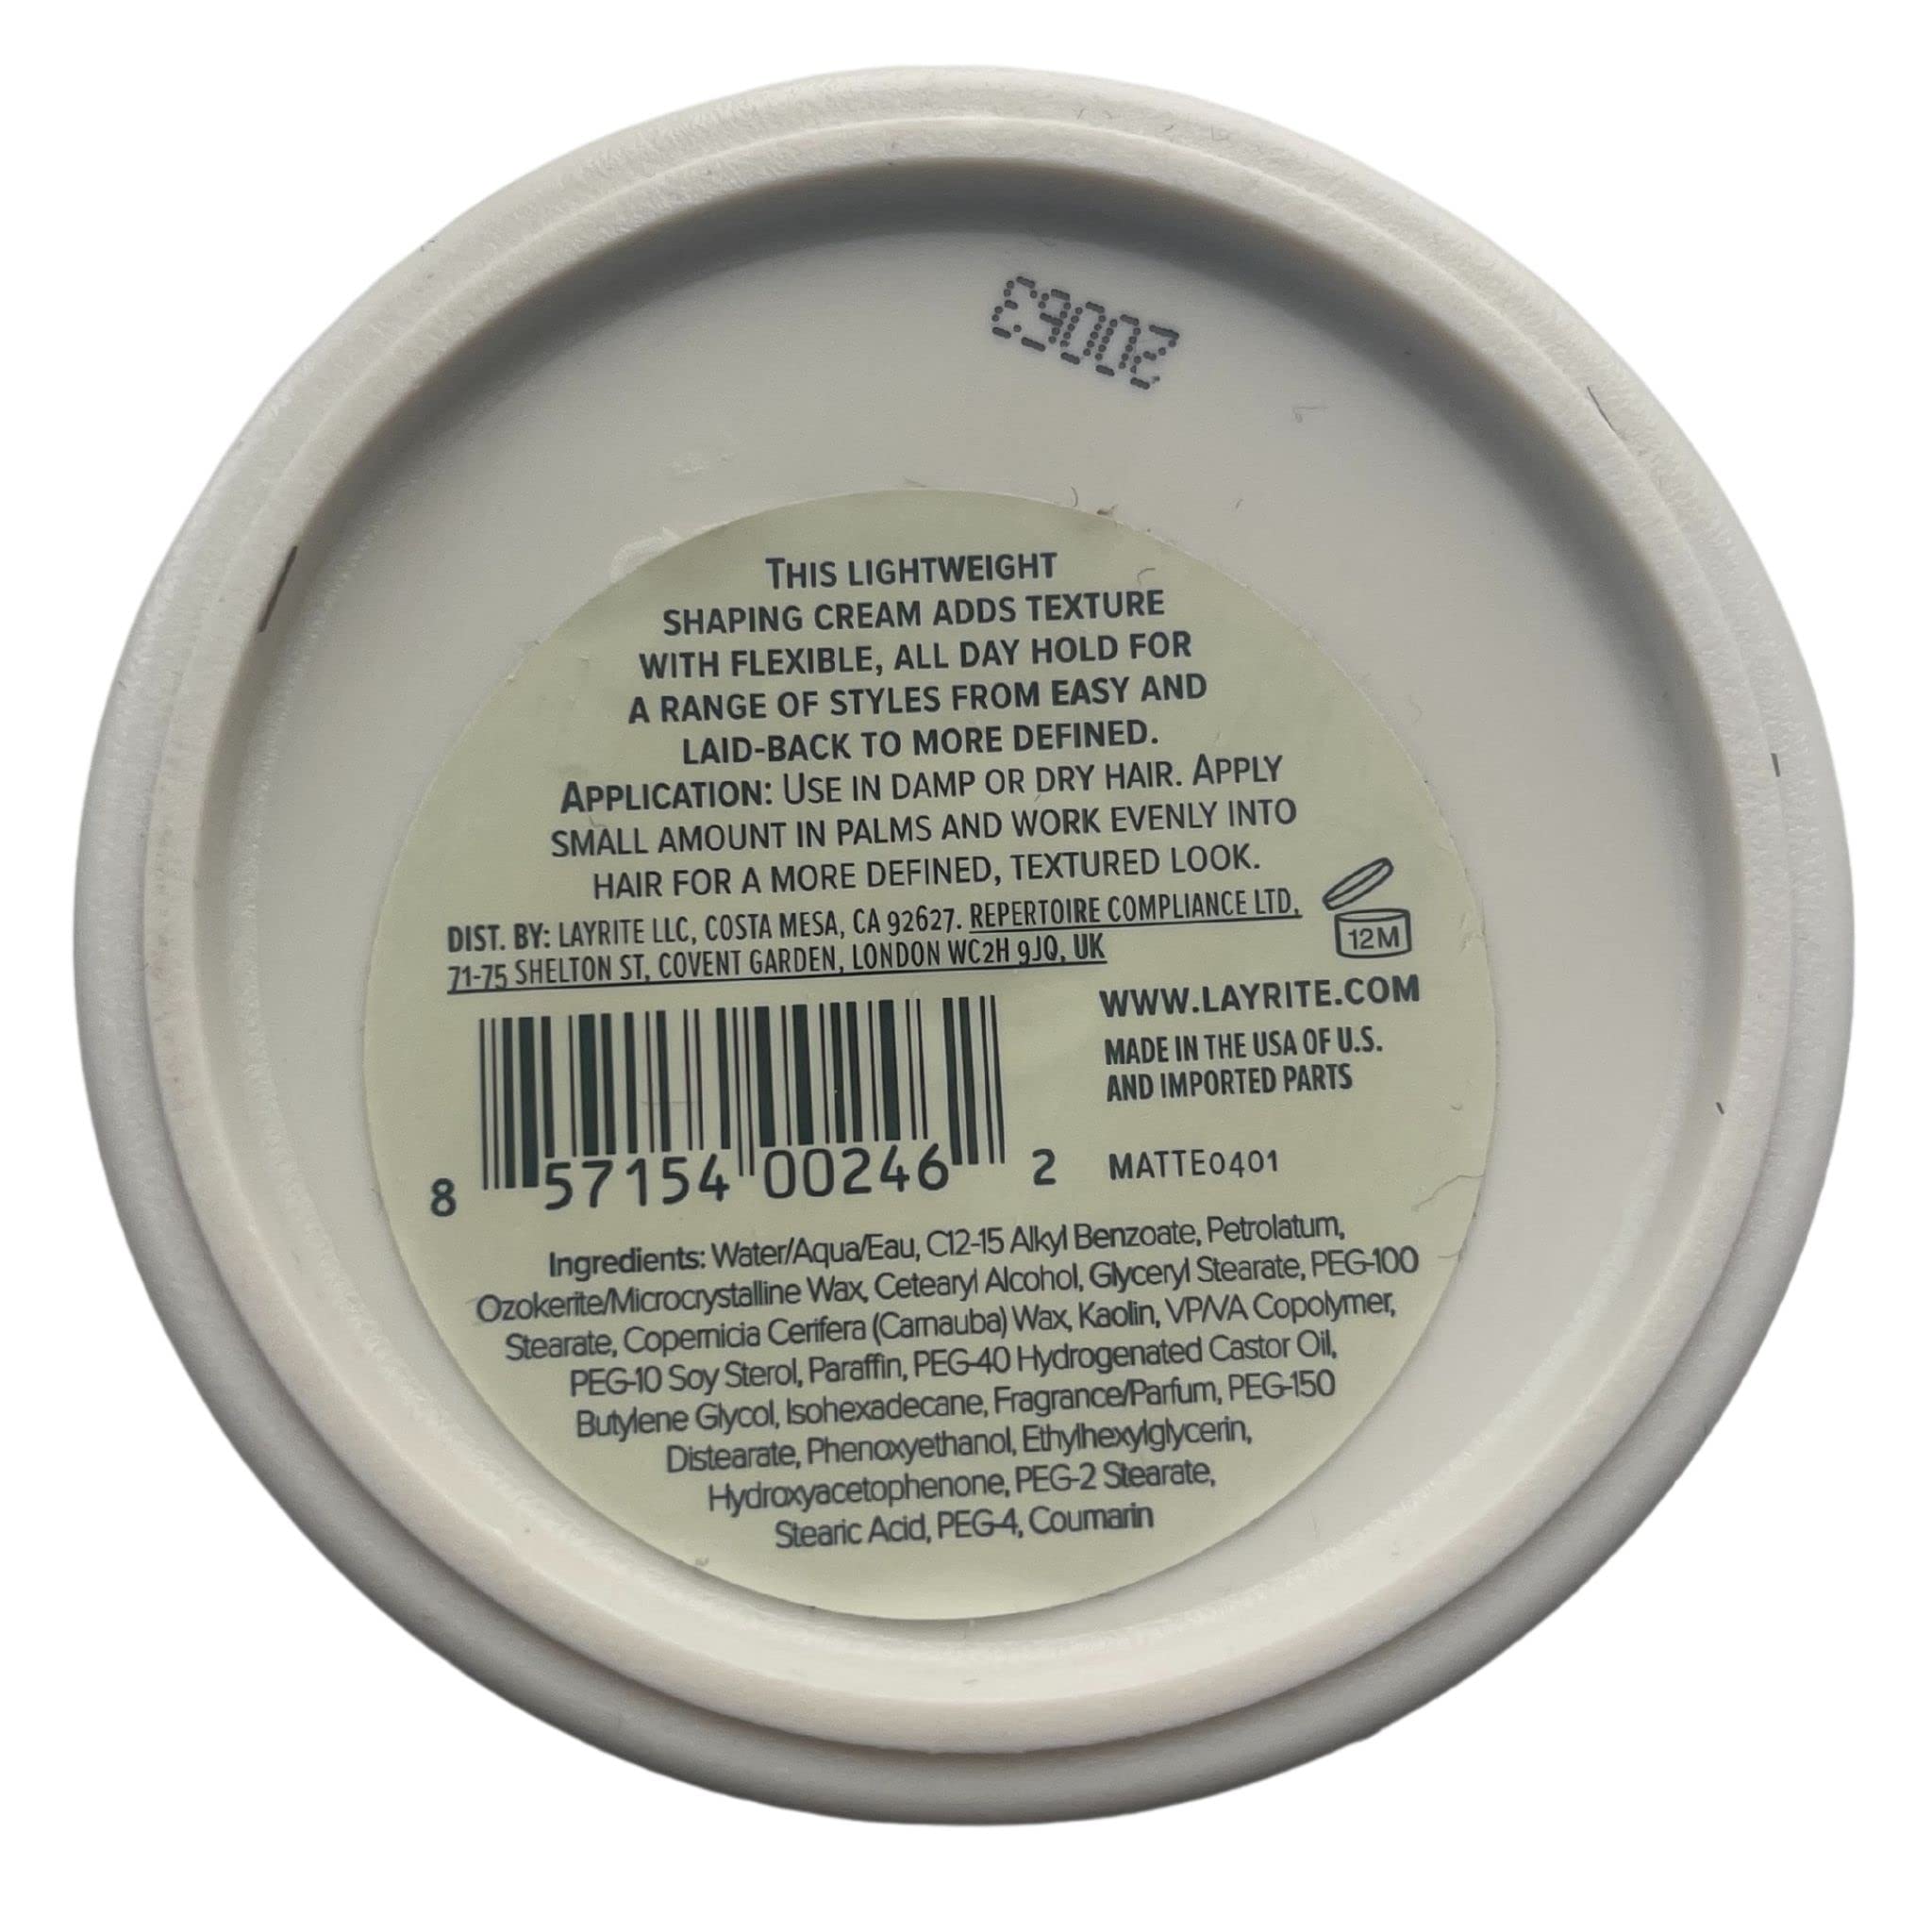 20063
THIS LIGHTWEIGHT
SHAPING CREAM ADDS TEXTURE
WITH FLEXIBLE, ALL DAY HOLD FOR
A RANGE OF STYLES FROM EASY AND
LAID-BACK TO MORE DEFINED.
APPLICATION: USE IN DAMP OR DRY HAIR. APPLY
SMALL AMOUNT IN PALMS AND WORK EVENLY INTO
HAIR FOR A MORE DEFINED, TEXTURED LOOK.
DIST. BY: LAYRITE LLC, COSTA MESA, CA 92627. REPERTOIRE COMPLIANCE LTD,
71-75 SHELTON ST, COVENT GARDEN, LONDON WC2H 9JQ, UK
12M
WWW.LAYRITE.COM
MADE IN THE USA OF U.S.
AND IMPORTED PARTS
8 57154 00246 2
MATTE0401
Ingredients: Water/Aqua/Eau, C12-15 Alkyl Benzoate, Petrolatum,
Ozokerite/Microcrystalline Wax, Cetearyl Alcohol, Glyceryl Stearate, PEG-100
Stearate, Copernicia Cerifera (Carnauba) Wax, Kaolin, VP/VA Copolymer,
PEG-10 Soy Sterol, Paraffin, PEG-40 Hydrogenated Castor Oil,
Butylene Glycol, Isohexadecane, Fragrance/Parfum, PEG-150
Distearate, Phenoxyethanol, Ethylhexylglycerin,
Hydroxyacetophenone, PEG-2 Stearate,
Stearic Acid, PEG-4, Coumarin